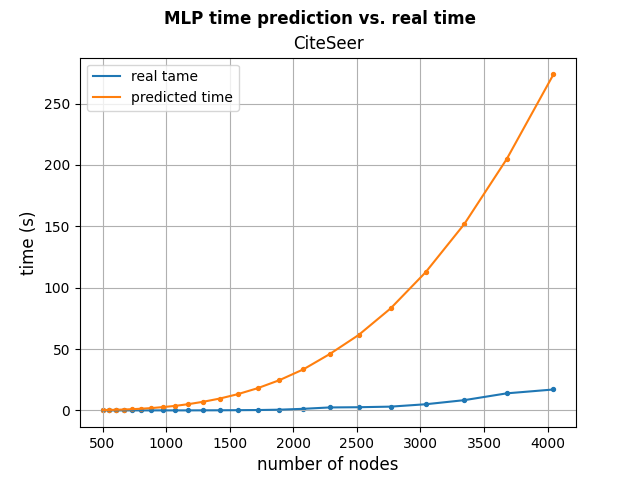 MLP time prediction vs. real time
CiteSeer
real tame
predicted time
time (s)
250
200
150
100
50
0
500 1000 1500 2000 2500 3000 3500 4000
number of nodes